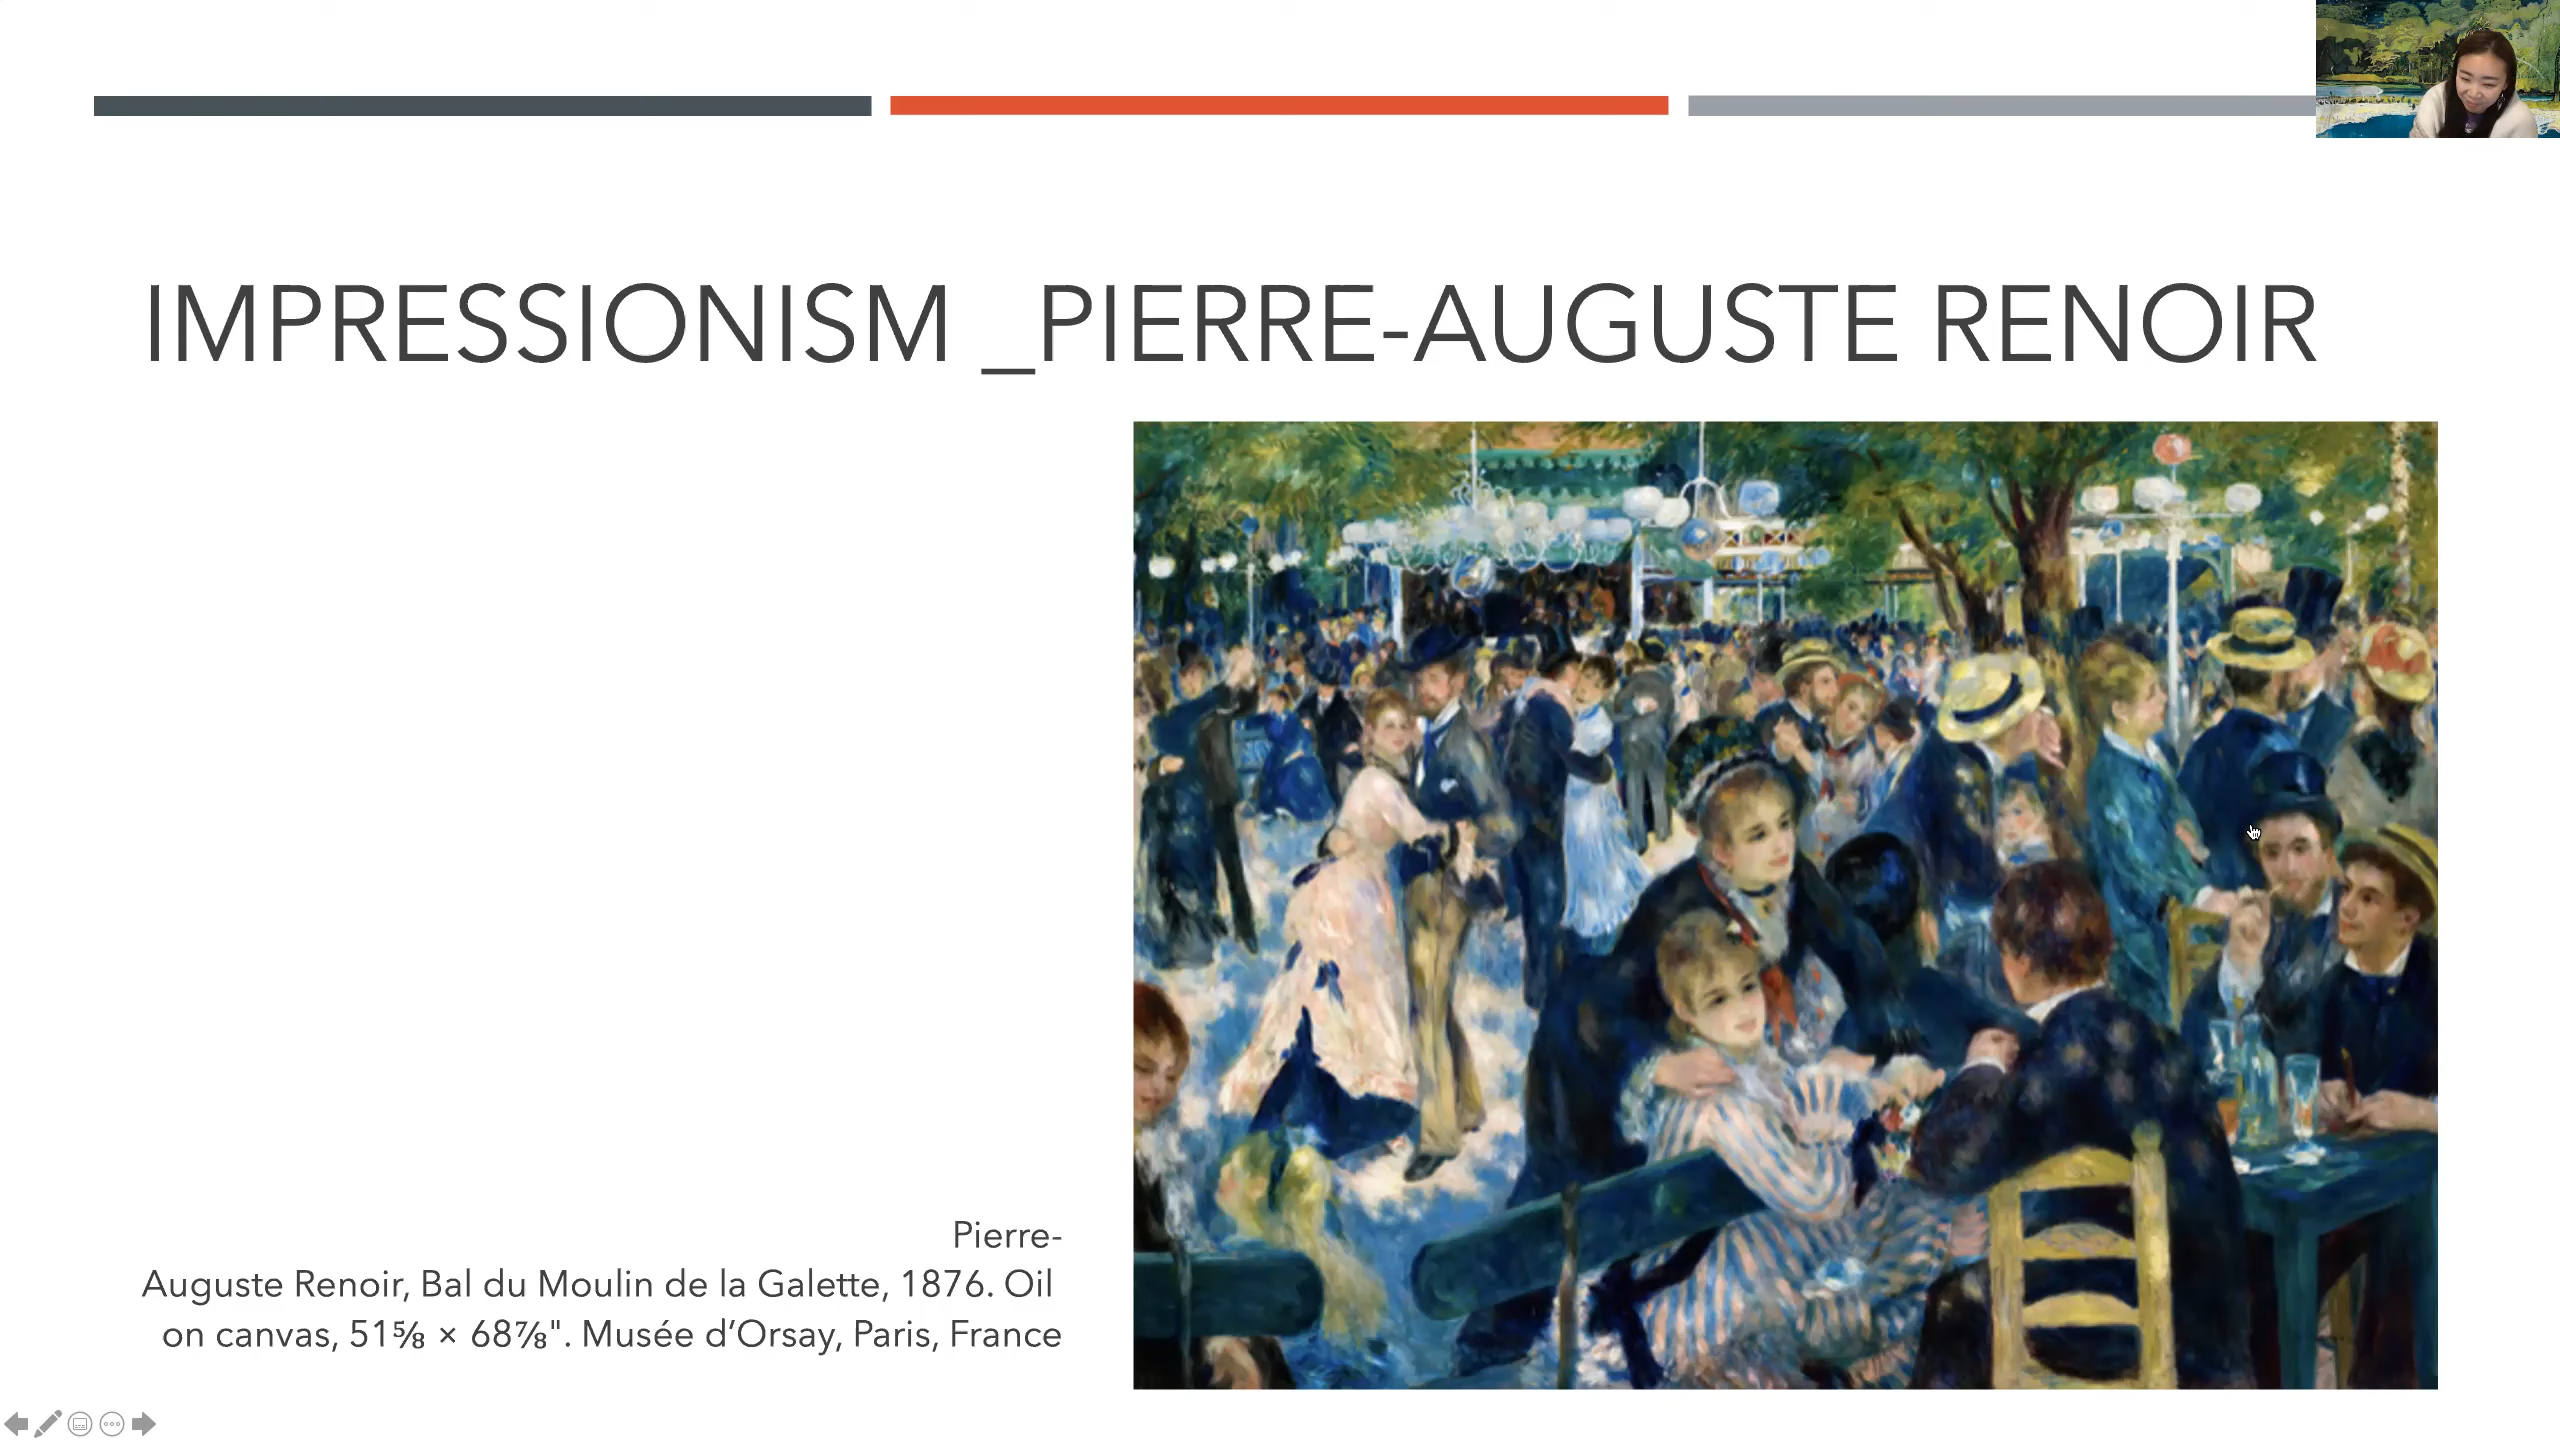 IMPRESSIONISM _PIERRE-AUGUSTE RENOIR
Pierre-
Auguste Renoir, Bal du Moulin de la Galette, 1876. Oil
on canvas, 51⅝ × 68⅞". Musée d’Orsay, Paris, France